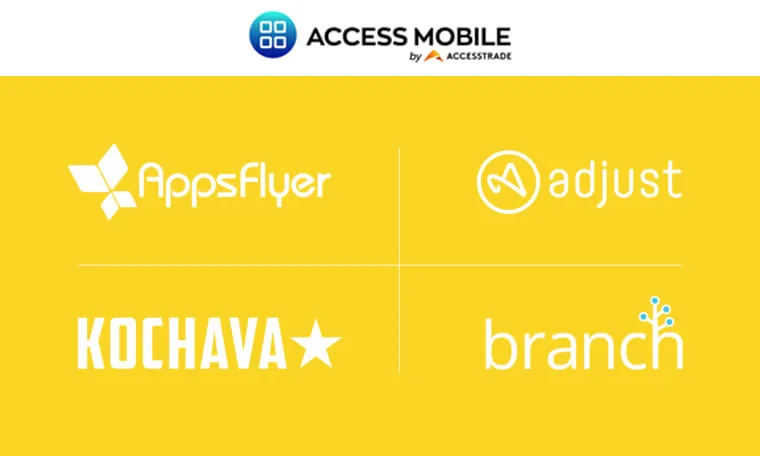 ACCESS MOBILE
by ACCESSTRADE
AppsFlyer
adjust
KOCHAVA
branch